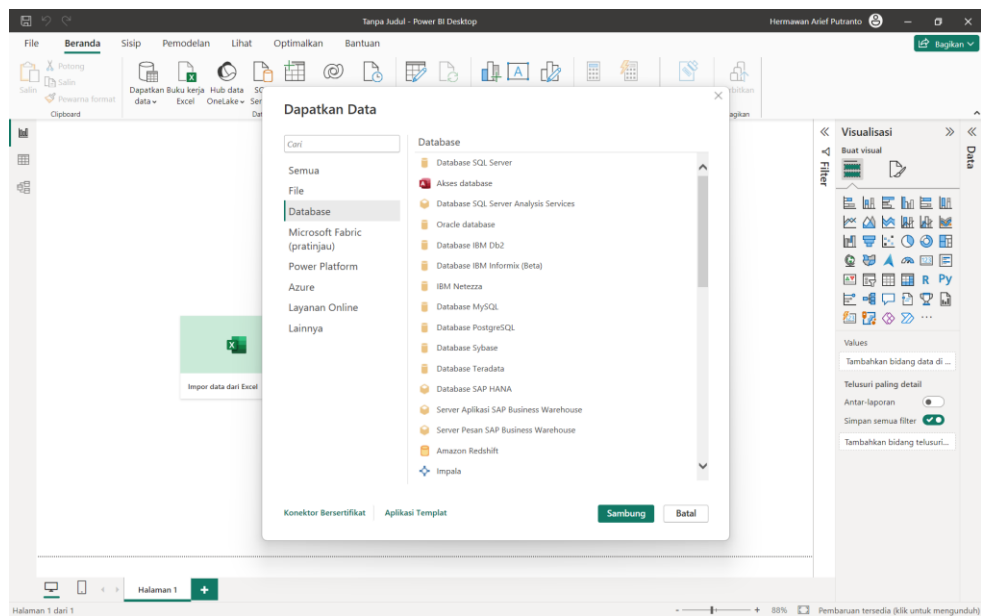 Tanpa Judul - Power BI Desktop
Hermawan Arief Putranto
File Beranda Sisip Pemodelan Lihat Optimalkan Bantuan
Bagikan
Salin
Potong
Salin
Pewarna format
Clipboard
Dapatkan data
Buku kerja Excel
Hub data OneLake
Dapatkan Data
Cari
Semua
File
Database
Microsoft Fabric
(pratinjau)
Power Platform
Azure
Layanan Online
Lainnya
Database
Database SQL Server
Akses database
Database SQL Server Analysis Services
Oracle database
Database IBM Db2
Database IBM Informix (Beta)
IBM Netezza
Database MySQL
Database PostgreSQL
Database Sybase
Database Teradata
Database SAP HANA
Server Aplikasi SAP Business Warehouse
Server Pesan SAP Business Warehouse
Amazon Redshift
Impala
Konektor Bersertifikat
Aplikasi Templat
Sambung
Batal
Impor data dari Excel
Filter
Visualisasi
Buat visual
R Py
Values
Tambahkan bidang data di ...
Telusuri paling detail
Antar-laporan
Simpan semua filter
Tambahkan bidang telusuri...
Data
Halaman 1
Halaman 1 dari 1
88%
Pembaruan tersedia (klik untuk mengunduh)